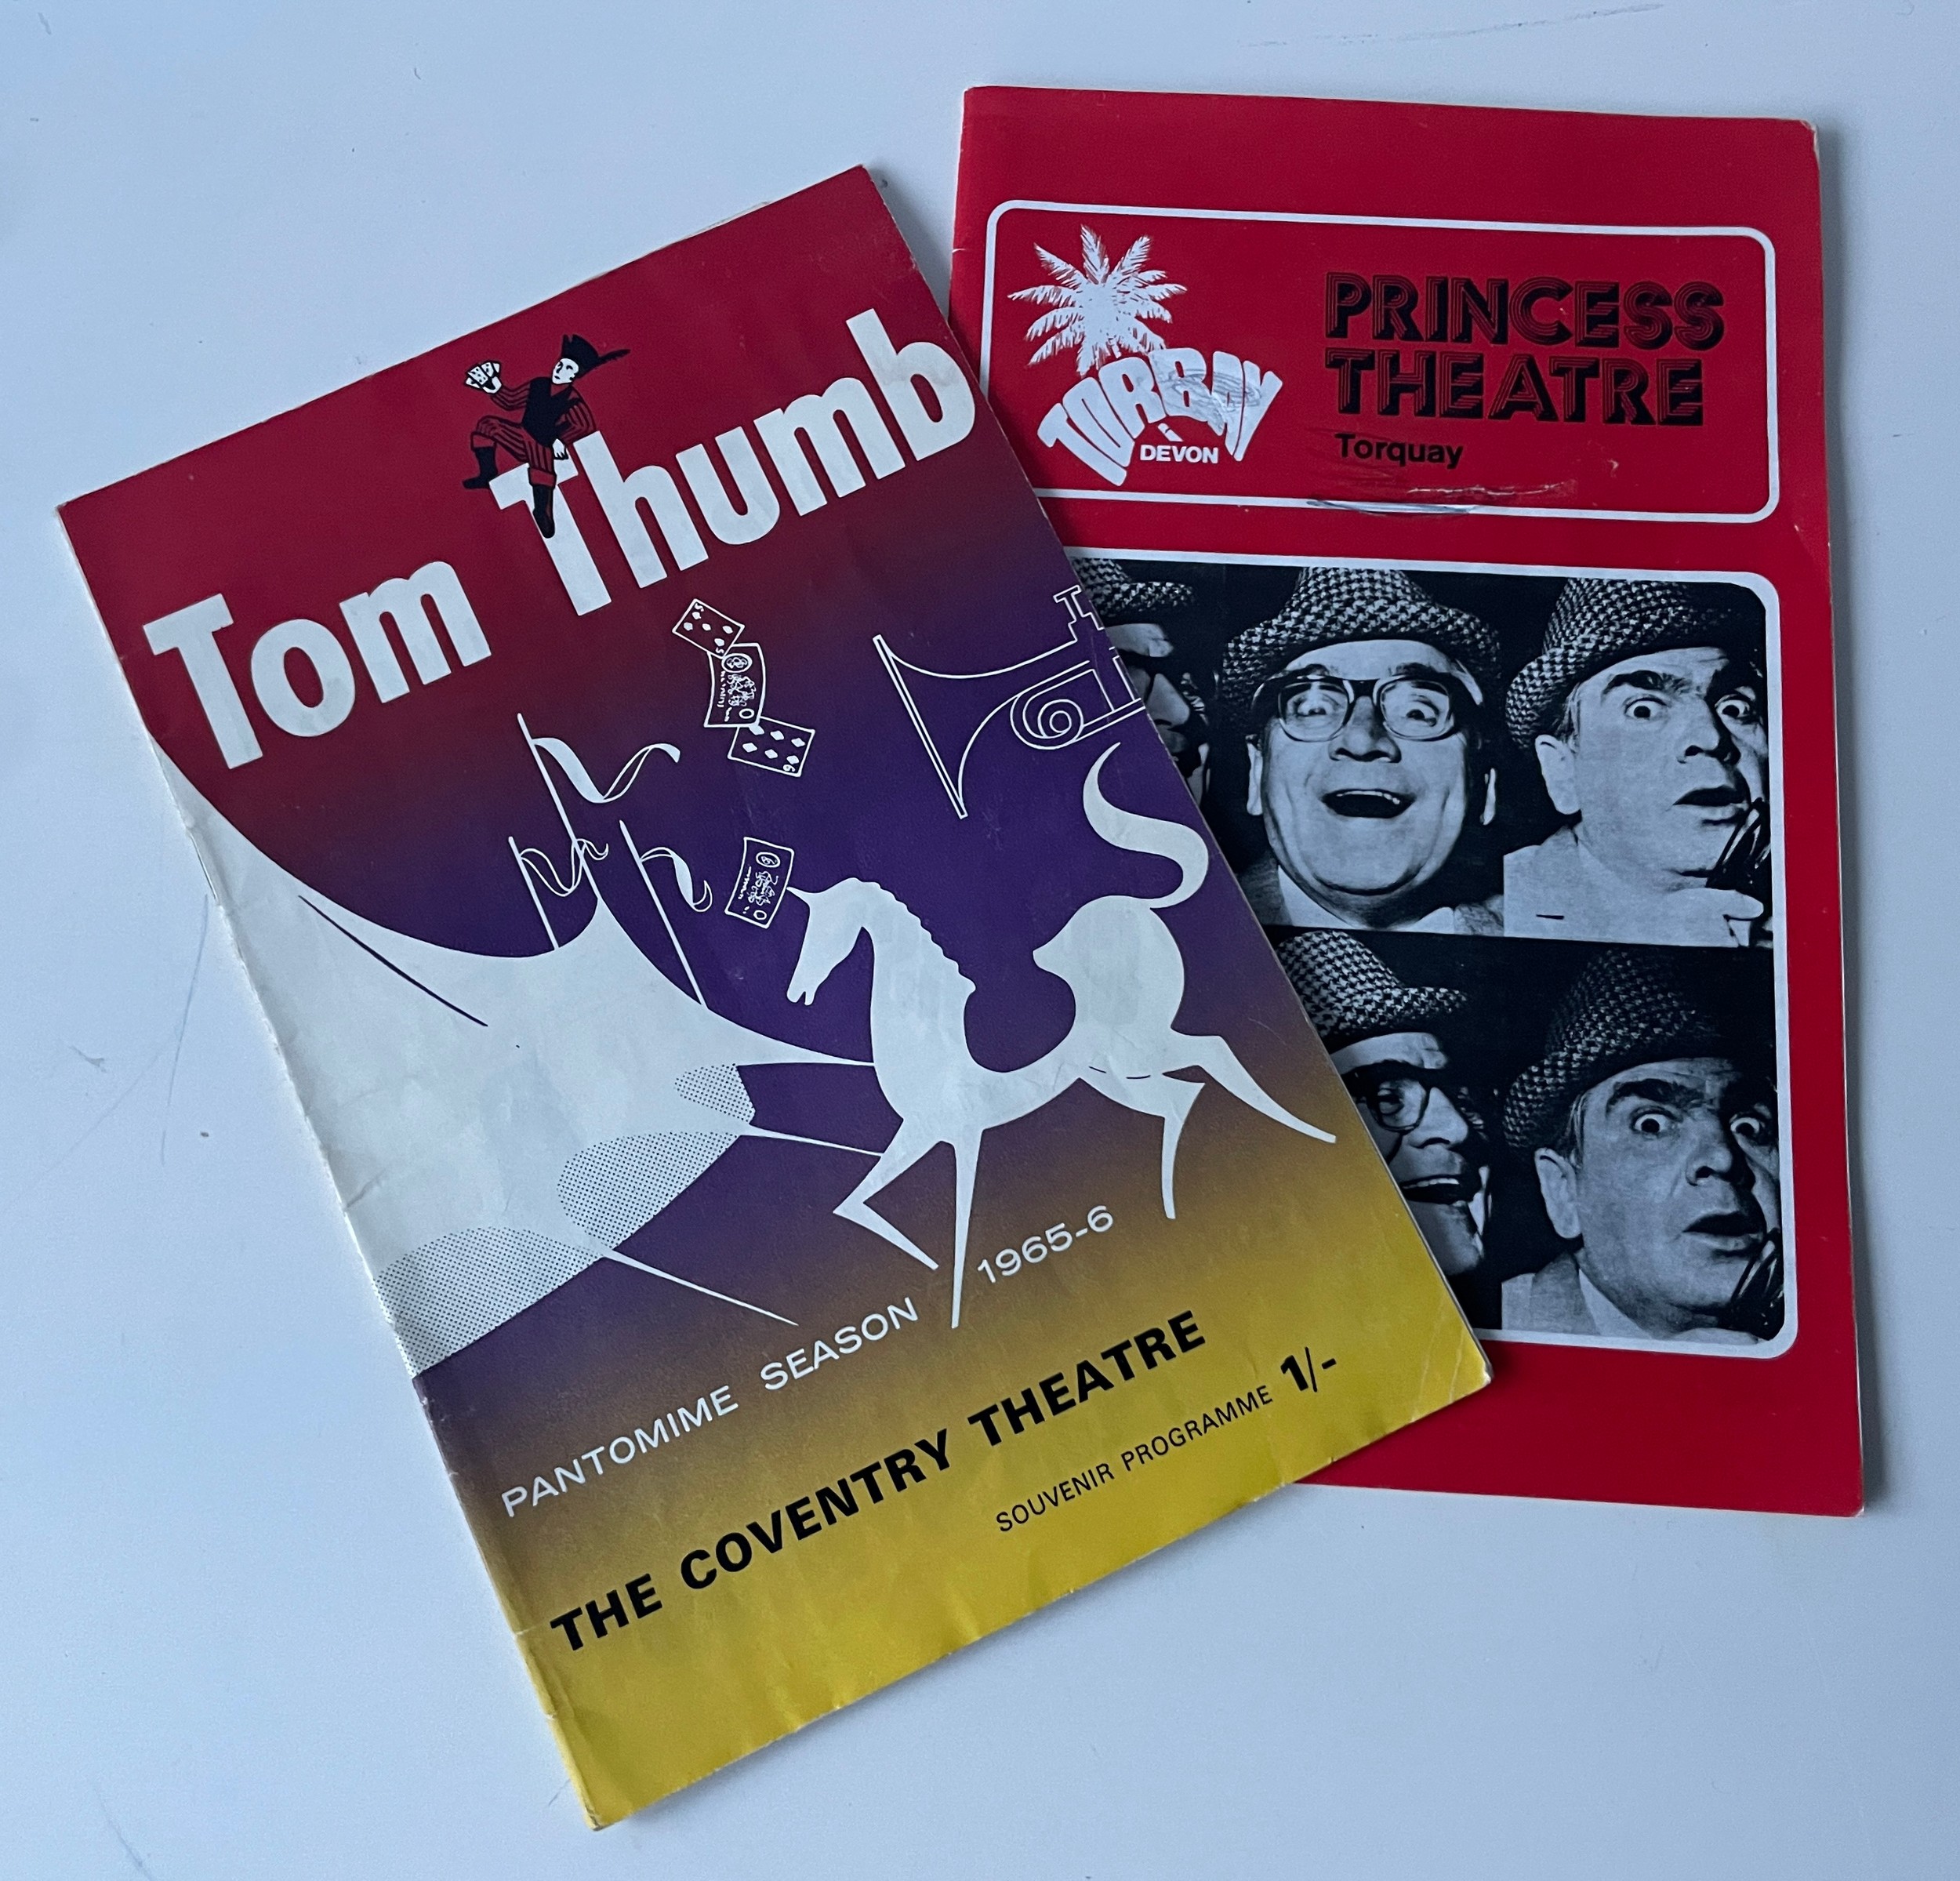 Tom Thumb
PANTOMIME SEASON 1965-6
THE COVENTRY THEATRE
SOUVENIR PROGRAMME 1/-
TORBAY
DEVON
PRINCESS
THEATRE
Torquay